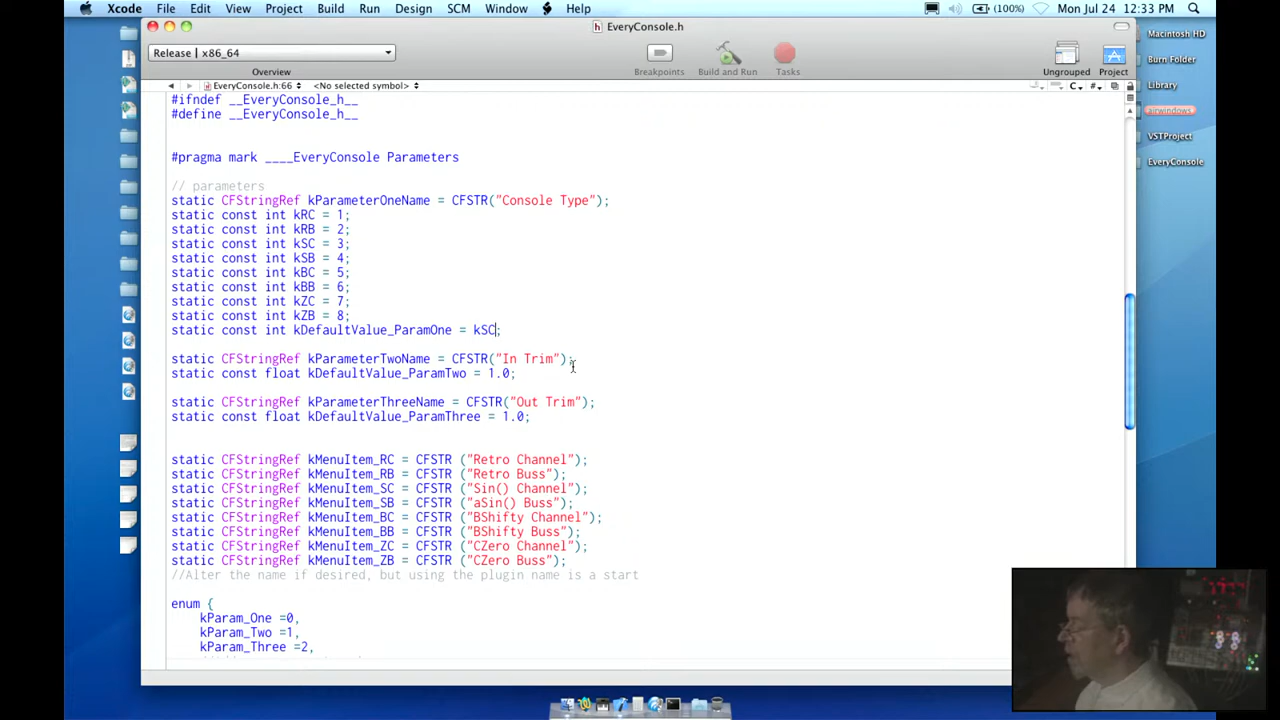 Xcode File Edit View Project Build Run Design SCM Window Help (100%) Mon Jul 24 12:33 PM
EveryConsole.h
Release | x86_64
Overview Breakpoints Build and Run Tasks Ungrouped Project
EveryConsole.h:66 <No selected symbol>
#ifndef __EveryConsole_h__
#define __EveryConsole_h__
#pragma mark ____EveryConsole Parameters
// parameters
static CFStringRef kParameterOneName = CFSTR("Console Type");
static const int kRC = 1;
static const int kRB = 2;
static const int kSC = 3;
static const int kSB = 4;
static const int kBC = 5;
static const int kBB = 6;
static const int kZC = 7;
static const int kZB = 8;
static const int kDefaultValue_ParamOne = kSC;
static CFStringRef kParameterTwoName = CFSTR("In Trim");
static const float kDefaultValue_ParamTwo = 1.0;
static CFStringRef kParameterThreeName = CFSTR("Out Trim");
static const float kDefaultValue_ParamThree = 1.0;
static CFStringRef kMenuItem_RC = CFSTR ("Retro Channel");
static CFStringRef kMenuItem_RB = CFSTR ("Retro Buss");
static CFStringRef kMenuItem_SC = CFSTR ("Sin() Channel");
static CFStringRef kMenuItem_SB = CFSTR ("aSin() Buss");
static CFStringRef kMenuItem_BC = CFSTR ("BShifty Channel");
static CFStringRef kMenuItem_BB = CFSTR ("BShifty Buss");
static CFStringRef kMenuItem_ZC = CFSTR ("CZero Channel");
static CFStringRef kMenuItem_ZB = CFSTR ("CZero Buss");
//Alter the name if desired, but using the plugin name is a start
enum {
kParam_One =0,
kParam_Two =1,
kParam_Three =2,
Macintosh HD
Burn Folder
Library
airwindows
VSTProject
EveryConsole